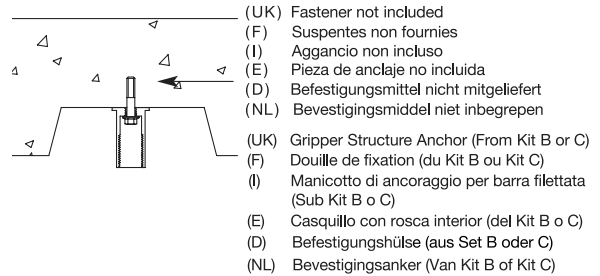 (UK) Fastener not included
(F) Suspentes non fournies
(I) Aggancio non incluso
(E) Pieza de anclaje no incluida
(D) Befestigungsmittel nicht mitgeliefert
(NL) Bevestigingsmiddel niet inbegrepen
(UK) Gripper Structure Anchor (From Kit B or C)
(F) Douille de fixation (du Kit B ou Kit C)
(I) Manicotto di ancoraggio per barra filettata
(Sub Kit B o C)
(E) Casquillo con rosca interior (del Kit B o C)
(D) Befestigungshülse (aus Set B oder C)
(NL) Bevestigingsanker (Van Kit B of Kit C)